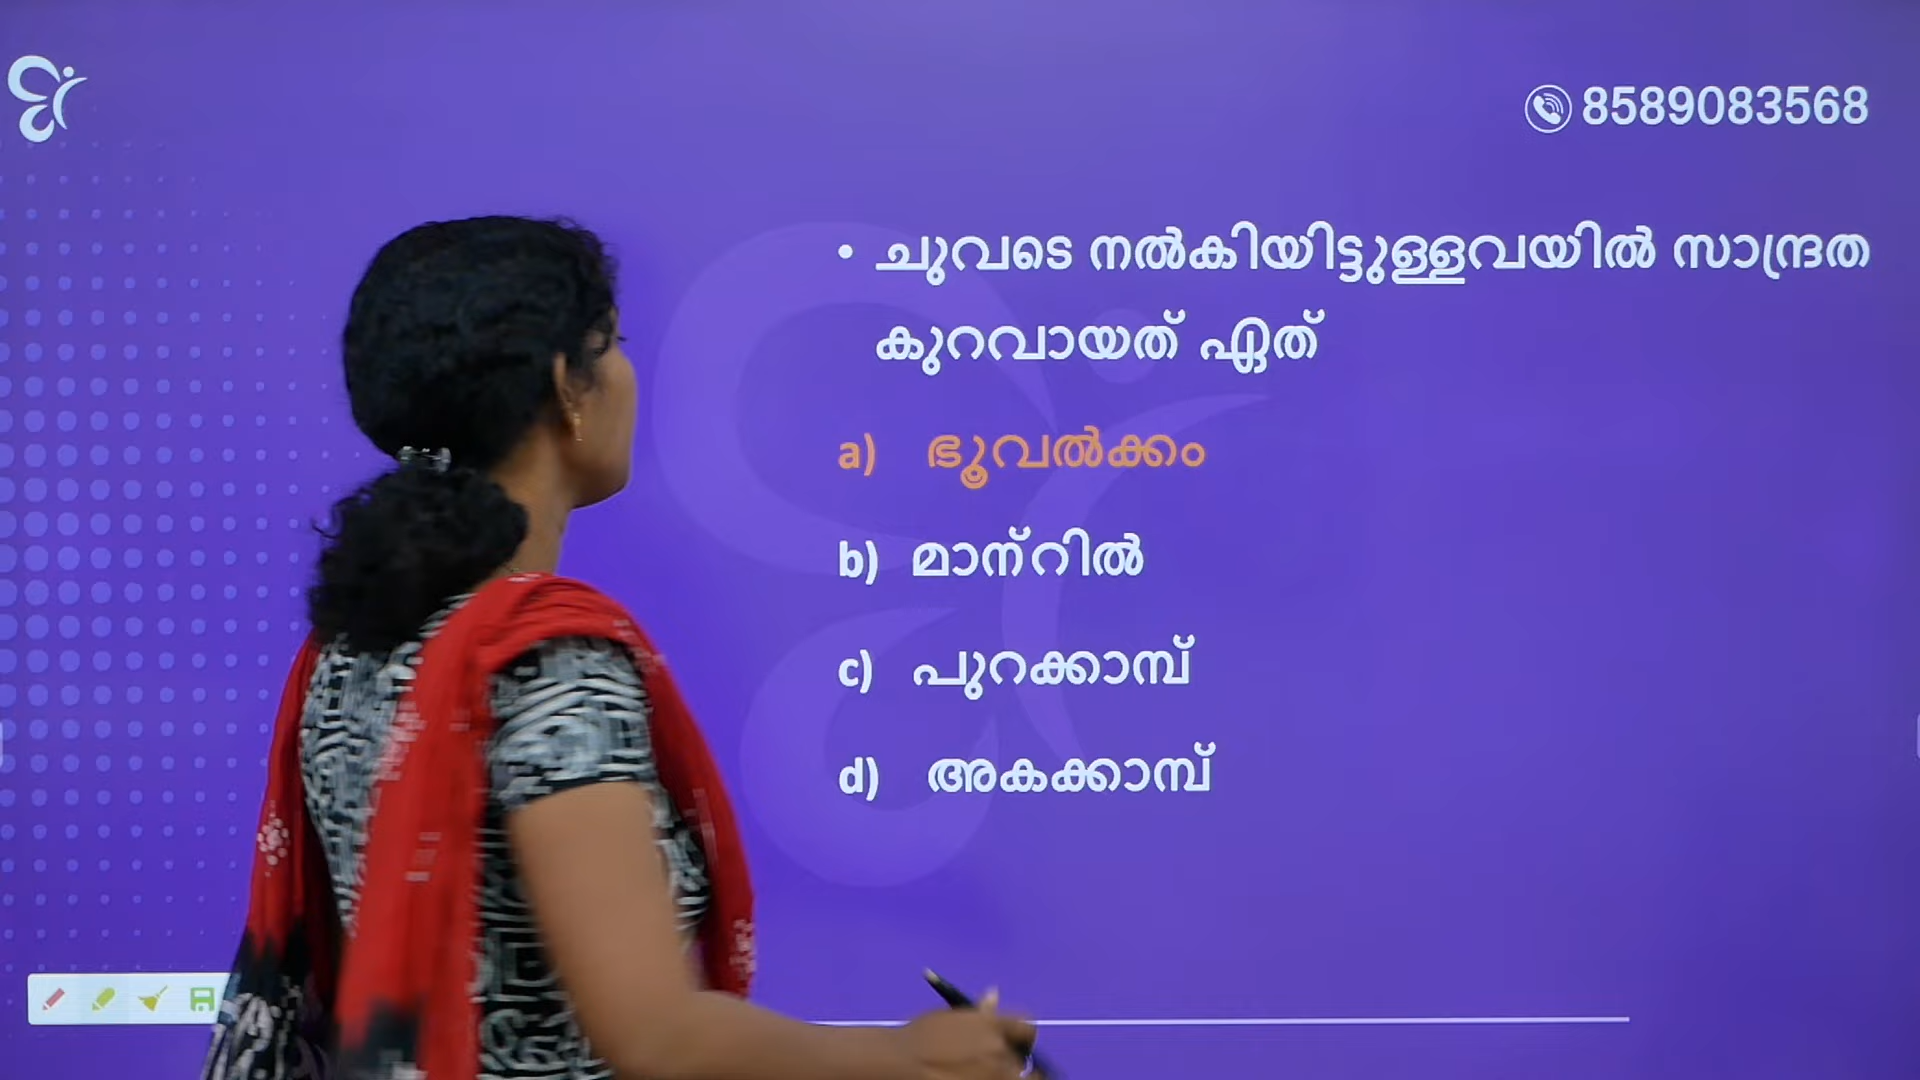 8589083568
• ചുവടെ നൽകിയിട്ടുള്ളവയിൽ സാന്ദ്രത
കുറവായത് ഏത്
a) ഭൂവൽക്കം
b) മാന്റിൽ
c) പുറക്കാമ്പ്
d) അകക്കാമ്പ്